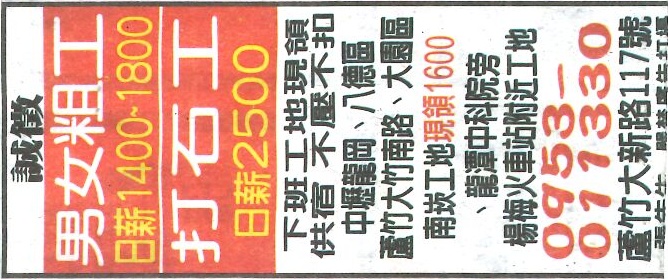 誠徵
男女粗工
日薪1400~1800
打石工
日薪2500
下班工地現領
供宿 不壓不扣
中壢龍岡、八德區
蘆竹大竹南路、大園區
南崁工地現領1600
、龍潭中科院旁
楊梅火車站附近工地
0953-
011330
蘆竹大新路117號